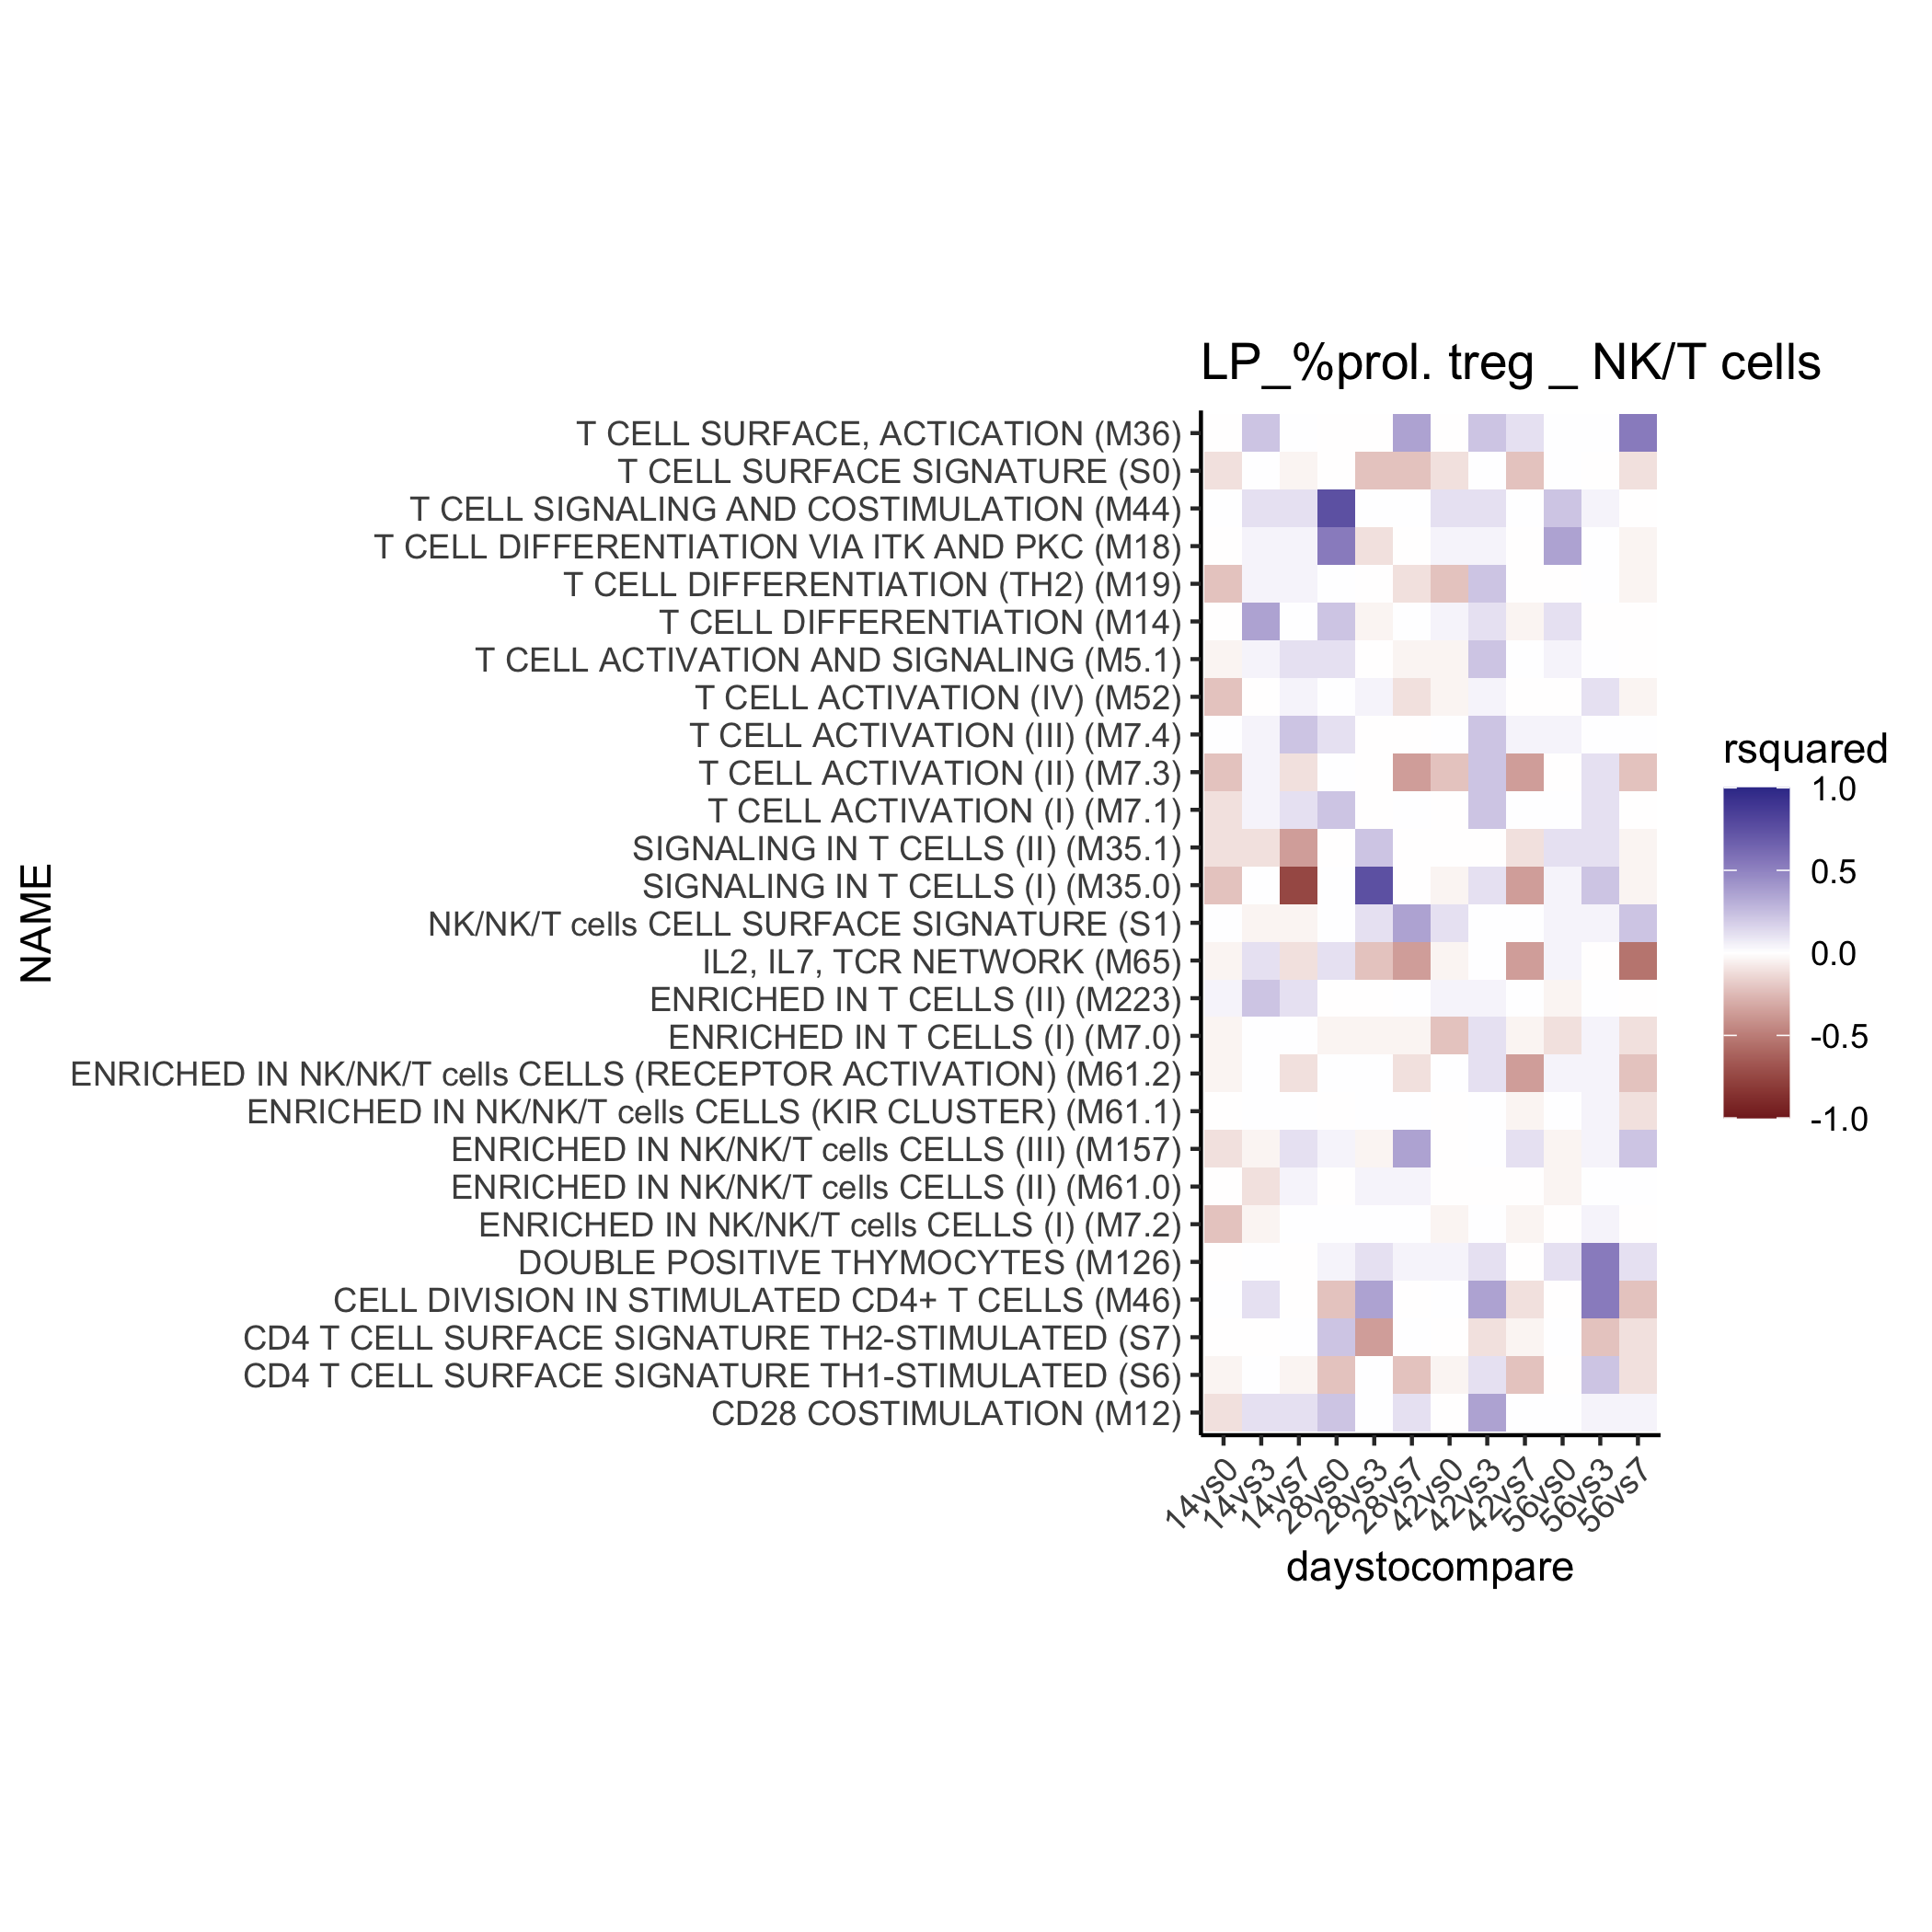 LP_%prol. treg _ NK/T cells
NAME
T CELL SURFACE, ACTICATION (M36)
T CELL SURFACE SIGNATURE (S0)
T CELL SIGNALING AND COSTIMULATION (M44)
T CELL DIFFERENTIATION VIA ITK AND PKC (M18)
T CELL DIFFERENTIATION (TH2) (M19)
T CELL DIFFERENTIATION (M14)
T CELL ACTIVATION AND SIGNALING (M5.1)
T CELL ACTIVATION (IV) (M52)
T CELL ACTIVATION (III) (M7.4)
T CELL ACTIVATION (II) (M7.3)
T CELL ACTIVATION (I) (M7.1)
SIGNALING IN T CELLS (II) (M35.1)
SIGNALING IN T CELLS (I) (M35.0)
NK/NK/T cells CELL SURFACE SIGNATURE (S1)
IL2, IL7, TCR NETWORK (M65)
ENRICHED IN T CELLS (II) (M223)
ENRICHED IN T CELLS (I) (M7.0)
ENRICHED IN NK/NK/T cells CELLS (RECEPTOR ACTIVATION) (M61.2)
ENRICHED IN NK/NK/T cells CELLS (KIR CLUSTER) (M61.1)
ENRICHED IN NK/NK/T cells CELLS (III) (M157)
ENRICHED IN NK/NK/T cells CELLS (II) (M61.0)
ENRICHED IN NK/NK/T cells CELLS (I) (M7.2)
DOUBLE POSITIVE THYMOCYTES (M126)
CELL DIVISION IN STIMULATED CD4+ T CELLS (M46)
CD4 T CELL SURFACE SIGNATURE TH2-STIMULATED (S7)
CD4 T CELL SURFACE SIGNATURE TH1-STIMULATED (S6)
CD28 COSTIMULATION (M12)
14vs0
14vs3
14vs7
28vs0
28vs3
28vs7
42vs0
42vs3
42vs7
56vs0
56vs3
56vs7
daystocompare
rsquared
1.0
0.5
0.0
-0.5
-1.0